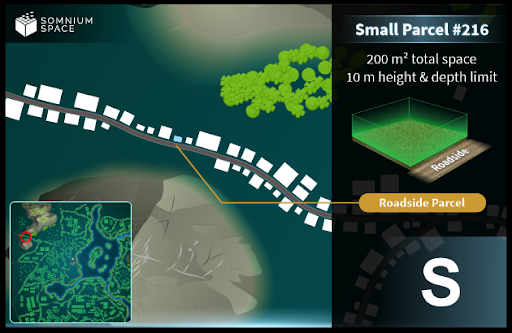 SOMNIUM
SPACE
Small Parcel #216
200 m² total space
10 m height & depth limit
Roadside
Roadside Parcel
S